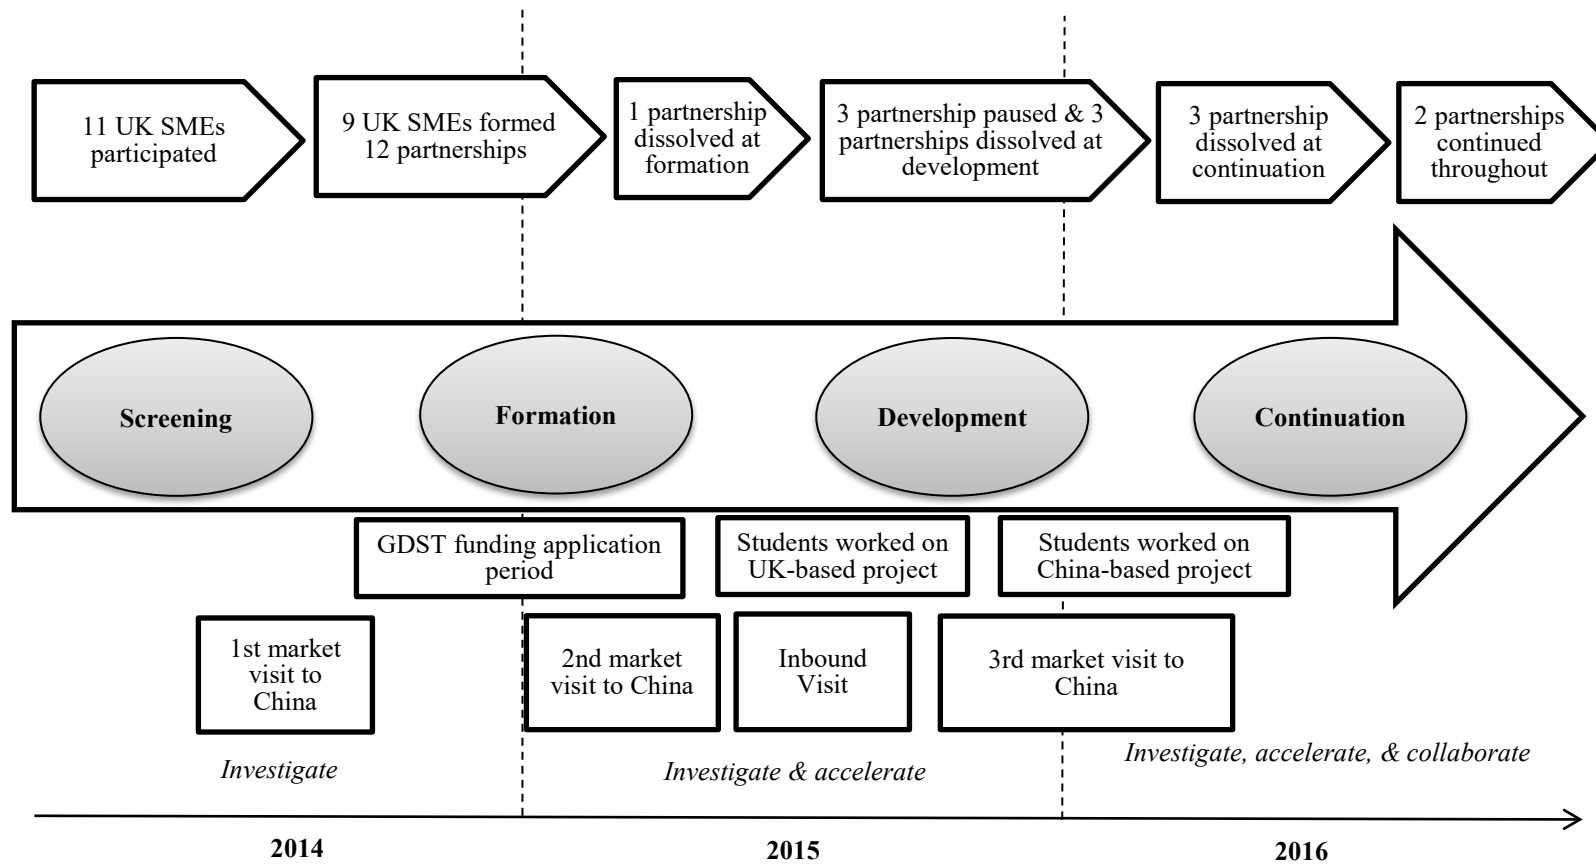 11 UK SMEs
participated
9 UK SMEs formed
12 partnerships
1 partnership
dissolved at
formation
3 partnership paused & 3
partnerships dissolved at
development
3 partnership
dissolved at
continuation
2 partnerships
continued
throughout
Screening
Formation
Development
Continuation
GDST funding application
period
Students worked on
UK-based project
Students worked on
China-based project
1st market
visit to
China
2nd market
visit to China
Inbound
Visit
3rd market visit to
China
Investigate
Investigate & accelerate
Investigate, accelerate, & collaborate
2014
2015
2016